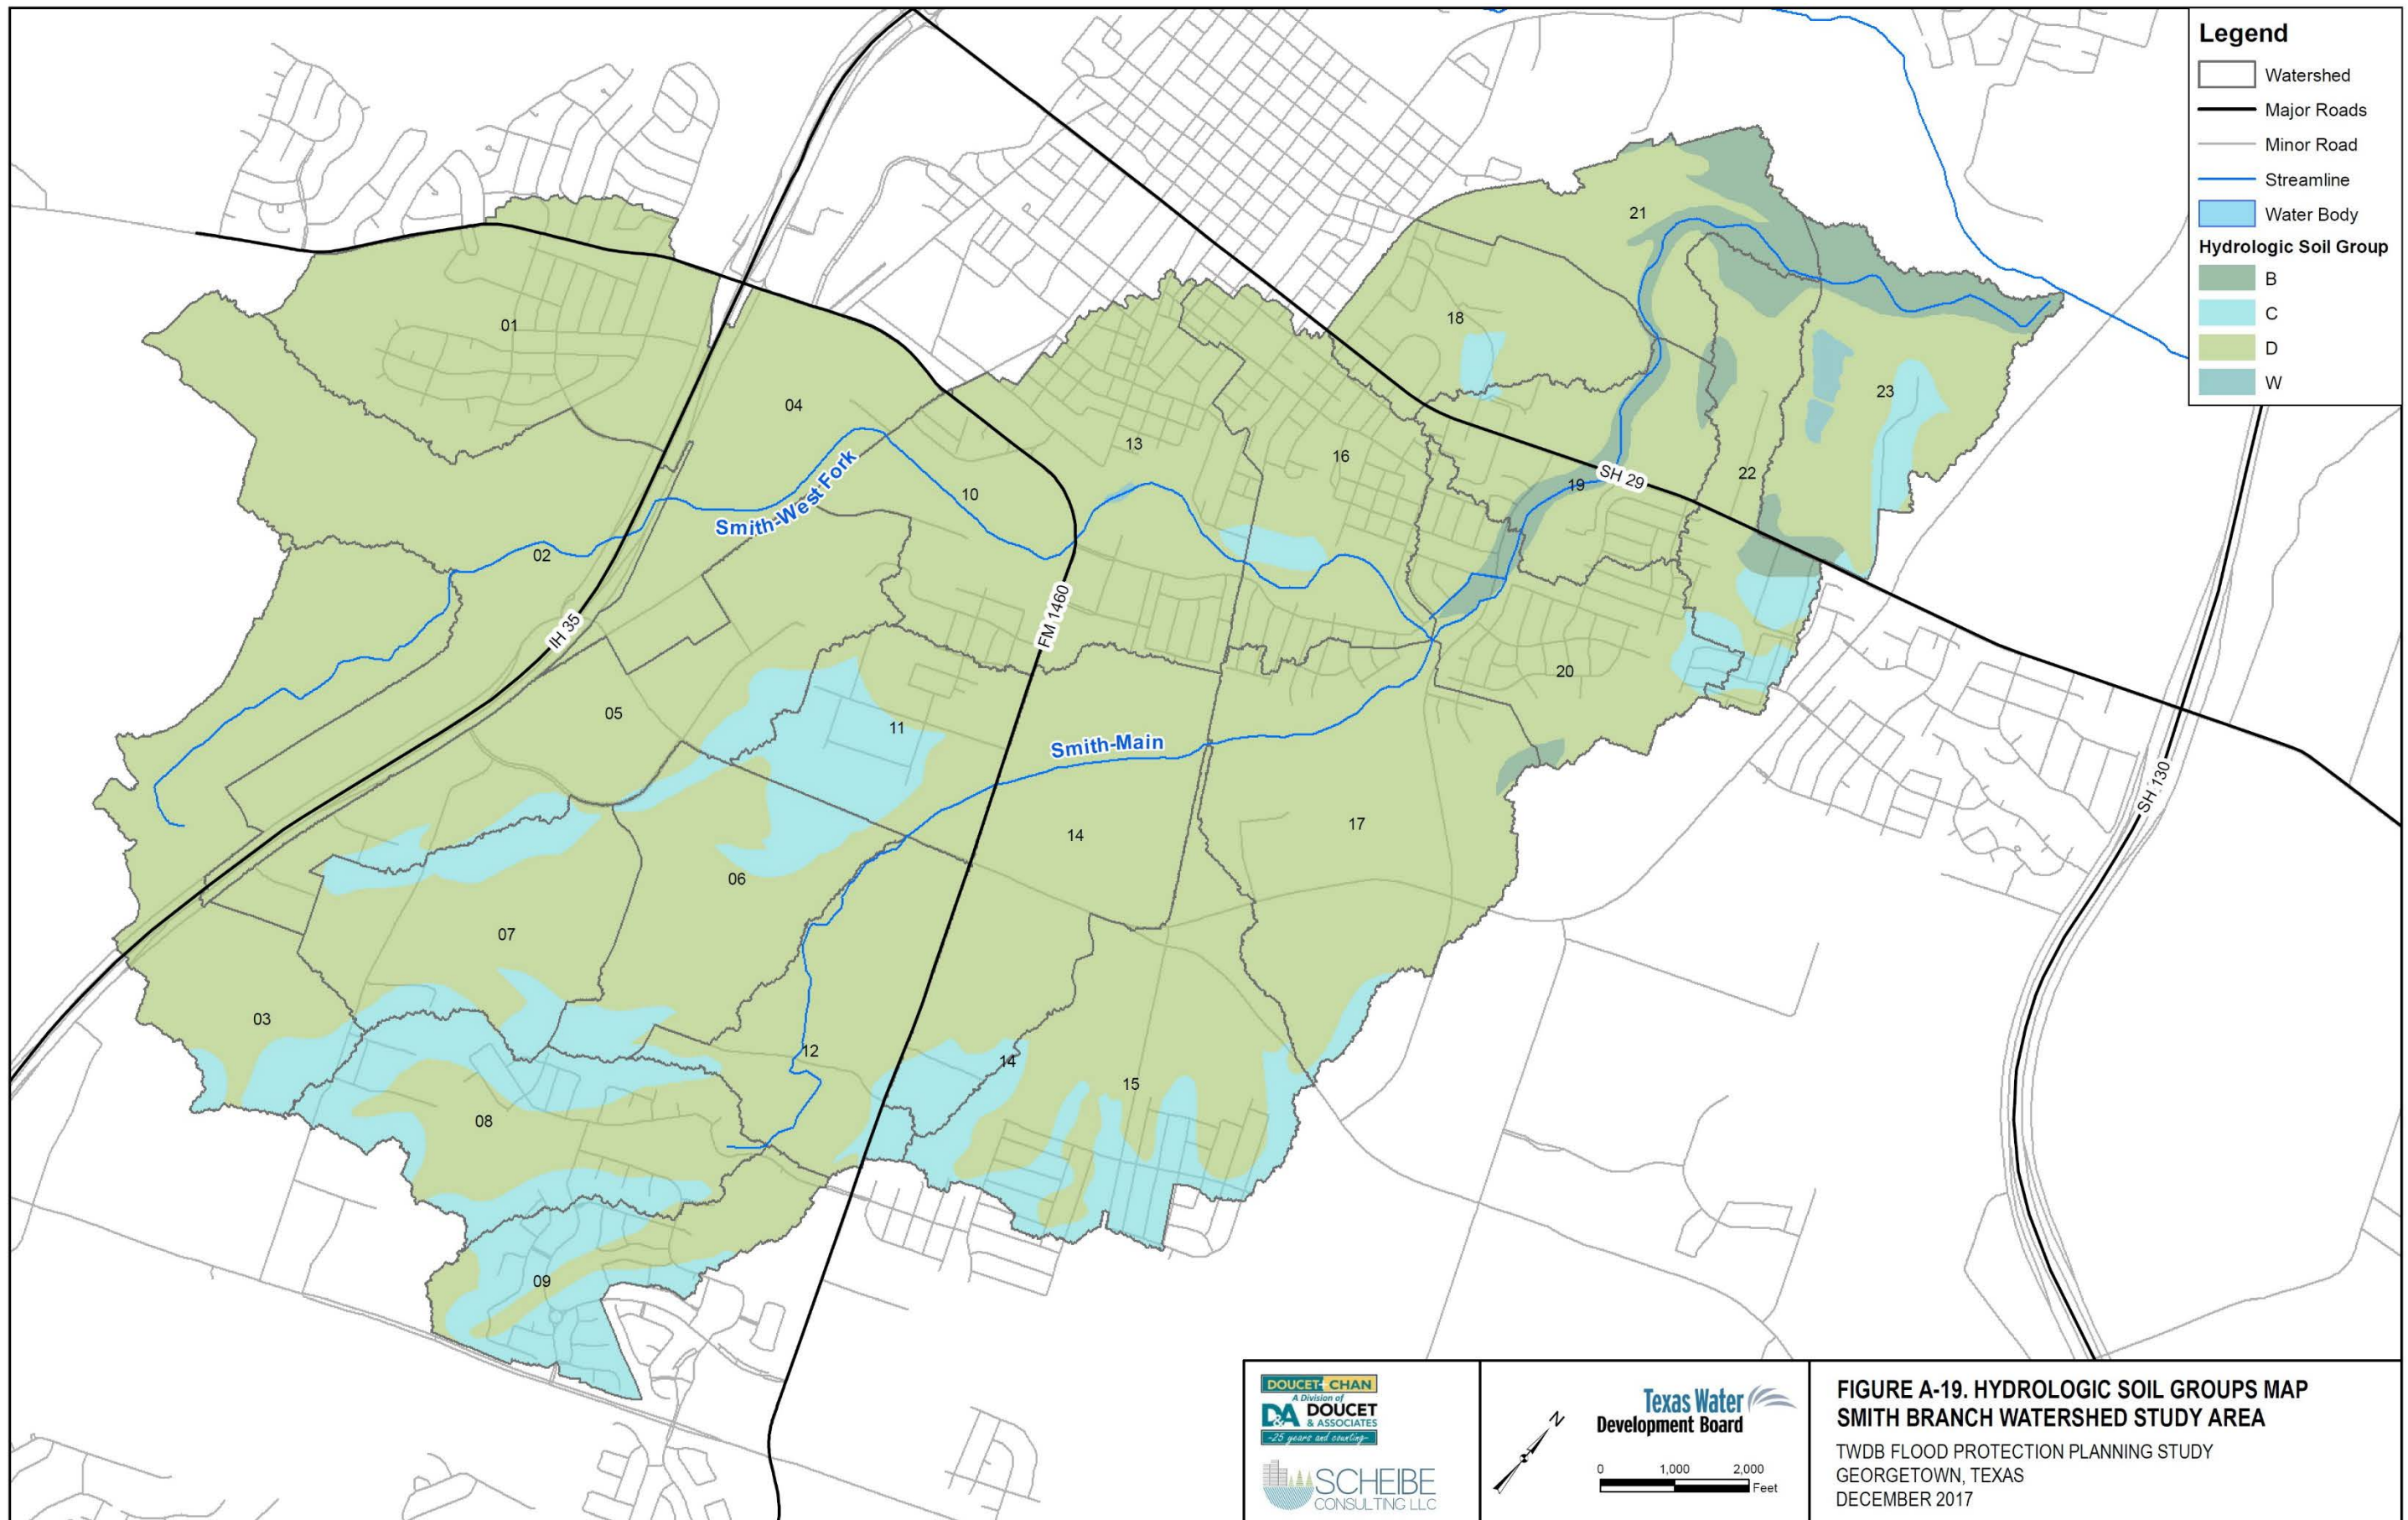 Legend
Watershed
Major Roads
Minor Road
Streamline
Water Body
Hydrologic Soil Group
B
C
D
W
21
01
18
04
23
13
16
10
22
SH 29
19
Smith-West Fork
02
IH 35
FM 1460
20
05
11
Smith-Main
SH 130
14
17
06
07
03
12
14
15
08
09
DOUCET+CHAN
A Division of
D&A DOUCET
& ASSOCIATES
-25 years and counting-
SCHEIBE
CONSULTING LLC
N
Texas Water
Development Board
0 1,000 2,000
Feet
FIGURE A-19. HYDROLOGIC SOIL GROUPS MAP
SMITH BRANCH WATERSHED STUDY AREA
TWDB FLOOD PROTECTION PLANNING STUDY
GEORGETOWN, TEXAS
DECEMBER 2017